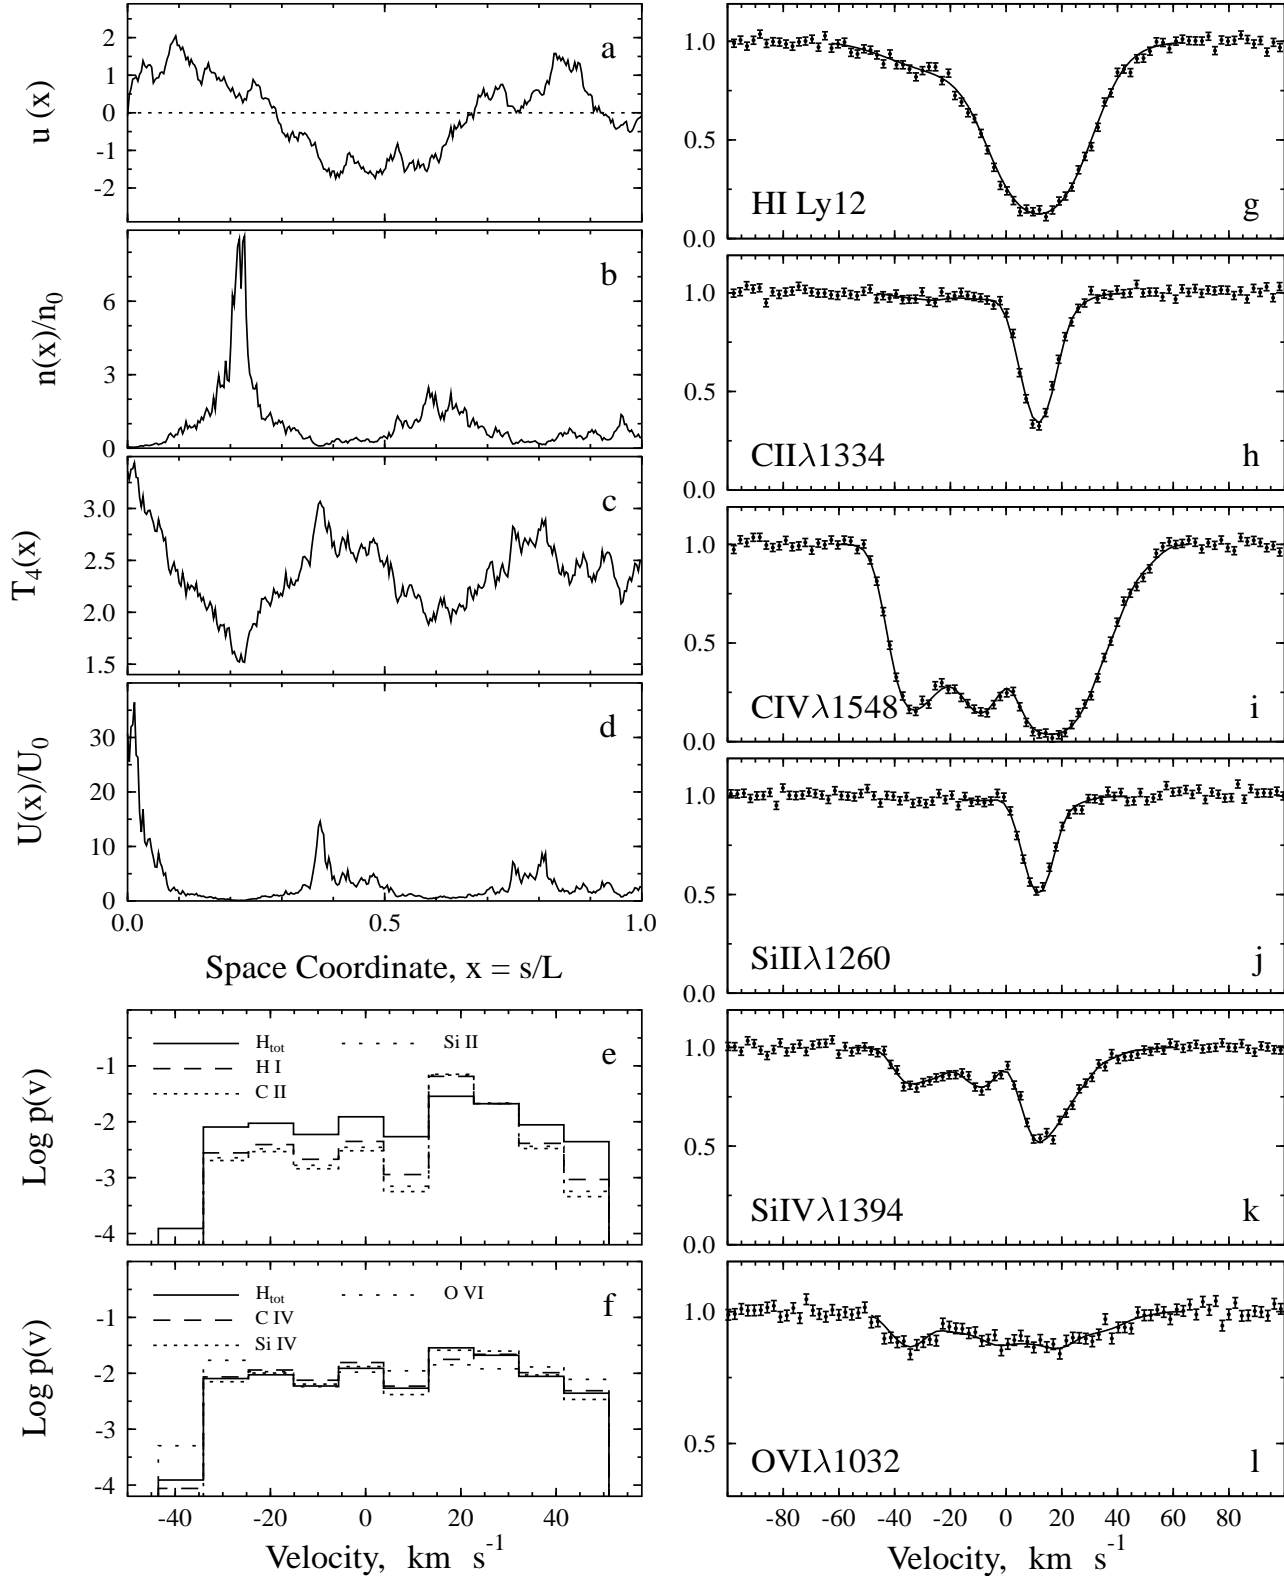 2
1
0
-1
-2
u (x)
a
6
3
0
n(x)/n0
b
3.0
2.5
2.0
1.5
T4(x)
c
30
20
10
0
U(x)/U0
d
0.0 0.5 1.0
Space Coordinate, x = s/L
-1
-2
-3
-4
Log p(v)
Htot
H I
C II
Si II
e
-1
-2
-3
-4
Log p(v)
Htot
C IV
Si IV
O VI
f
-40 -20 0 20 40
Velocity, km s-1
1.0
0.5
0.0
HI Ly12
g
1.0
0.5
0.0
CIIλ1334
h
1.0
0.5
0.0
CIVλ1548
i
1.0
0.5
0.0
SiIIλ1260
j
1.0
0.5
0.0
SiIVλ1394
k
1.0
0.5
OVIλ1032
l
-80 -60 -40 -20 0 20 40 60 80
Velocity, km s-1